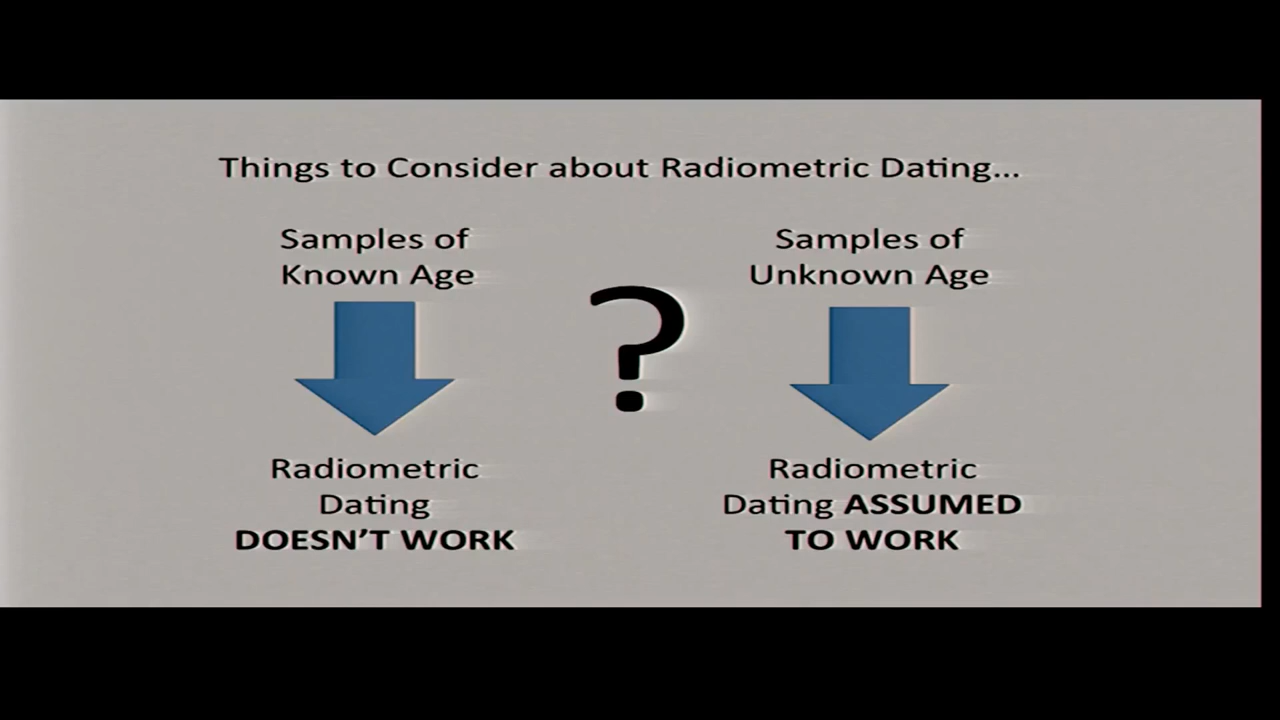 Things to Consider about Radiometric Dating...
Samples of
Known Age
?
Samples of
Unknown Age
Radiometric
Dating
DOESN'T WORK
Radiometric
Dating ASSUMED
TO WORK